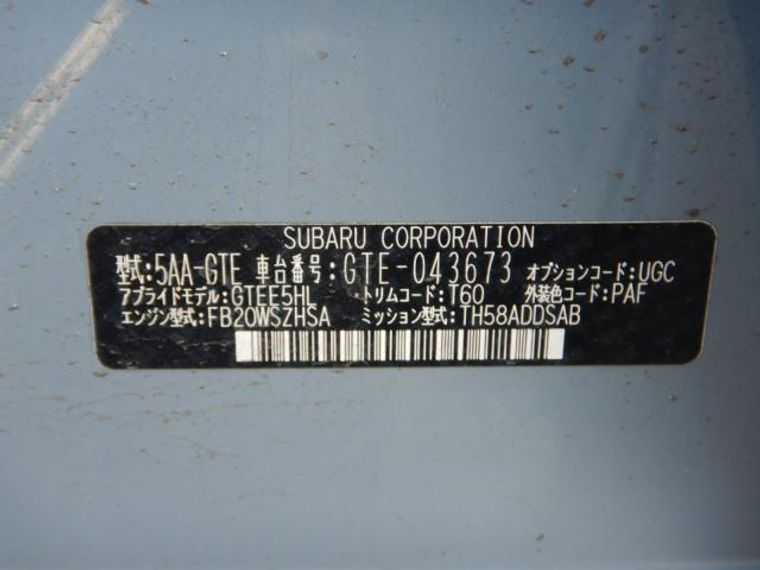 SUBARU CORPORATION
型式:5AA-GTE 車台番号:GTE-043673 オプションコード:UGC
アプライドモデル:GTEE5HL トリムコード:T60 外装色コード:PAF
エンジン型式:FB20WSZHSA ミッション型式:TH58ADDSAB